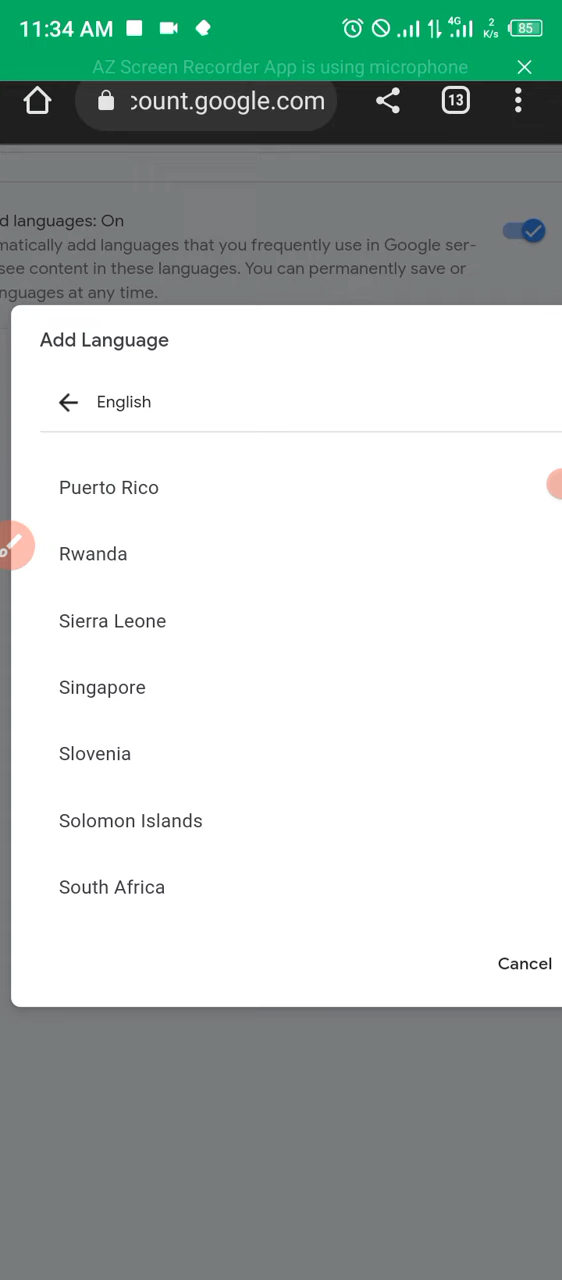 11:34 AM 4G 2 K/s 85
AZ Screen Recorder App is using microphone
count.google.com 13
d languages: On
matically add languages that you frequently use in Google ser-
see content in these languages. You can permanently save or
nguages at any time.
Add Language
English
Puerto Rico
Rwanda
Sierra Leone
Singapore
Slovenia
Solomon Islands
South Africa
Cancel